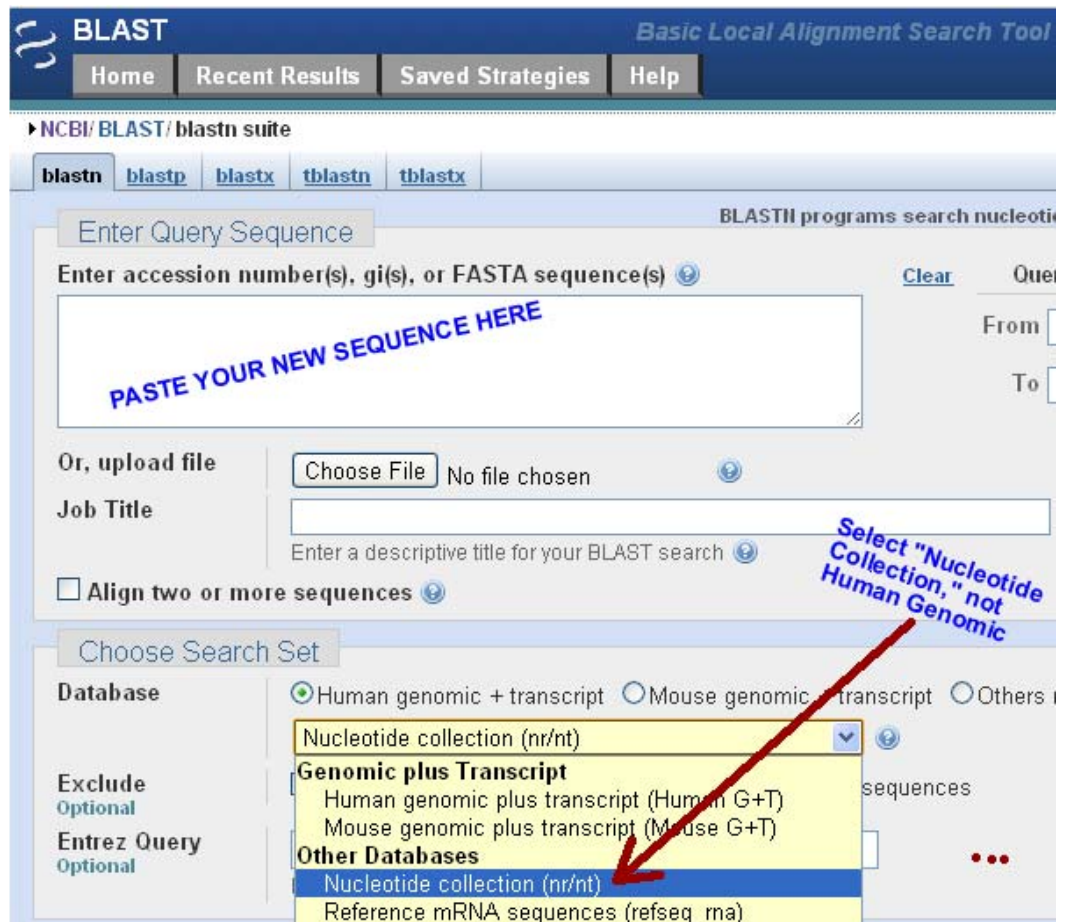 BLAST
Basic Local Alignment Search Tool
Home Recent Results Saved Strategies Help
NCBI/ BLAST/ blastn suite
blastn blastp blastx tblastn tblastx
BLASTN programs search
Enter Query Sequence
Enter accession number(s), gi(s), or FASTA sequence(s)
Clear
From
PASTE YOUR NEW SEQUENCE HERE
To
Or, upload file
Choose File No file chosen
Job Title
Enter a descriptive title for your BLAST search
Select "Nucleotide
Collection," not
Human Genomic
Align two or more sequences
Choose Search Set
Database
Human genomic + transcript Mouse genomic + transcript Others
Nucleotide collection (nr/nt)
Genomic plus Transcript
Exclude
sequences
Optional
Human genomic plus transcript (Human G+T)
Mouse genomic plus transcript (Mouse G+T)
Entrez Query
Optional
Other Databases
Nucleotide collection (nr/nt)
Reference mRNA sequences (refseq_rna)